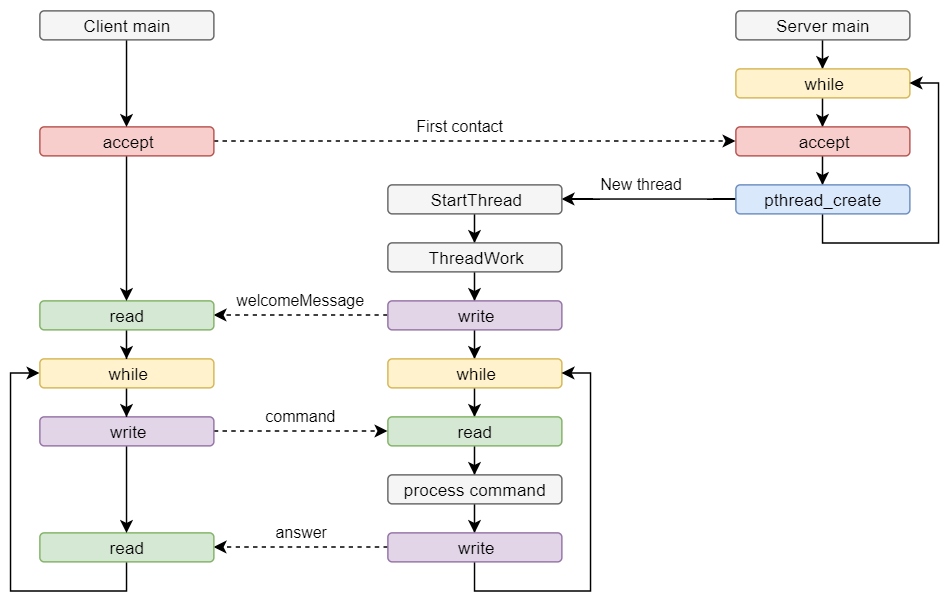 Client main
Server main
while
First contact
accept
accept
New thread
StartThread
pthread_create
ThreadWork
welcomeMessage
read
write
while
while
command
write
read
process command
answer
read
write